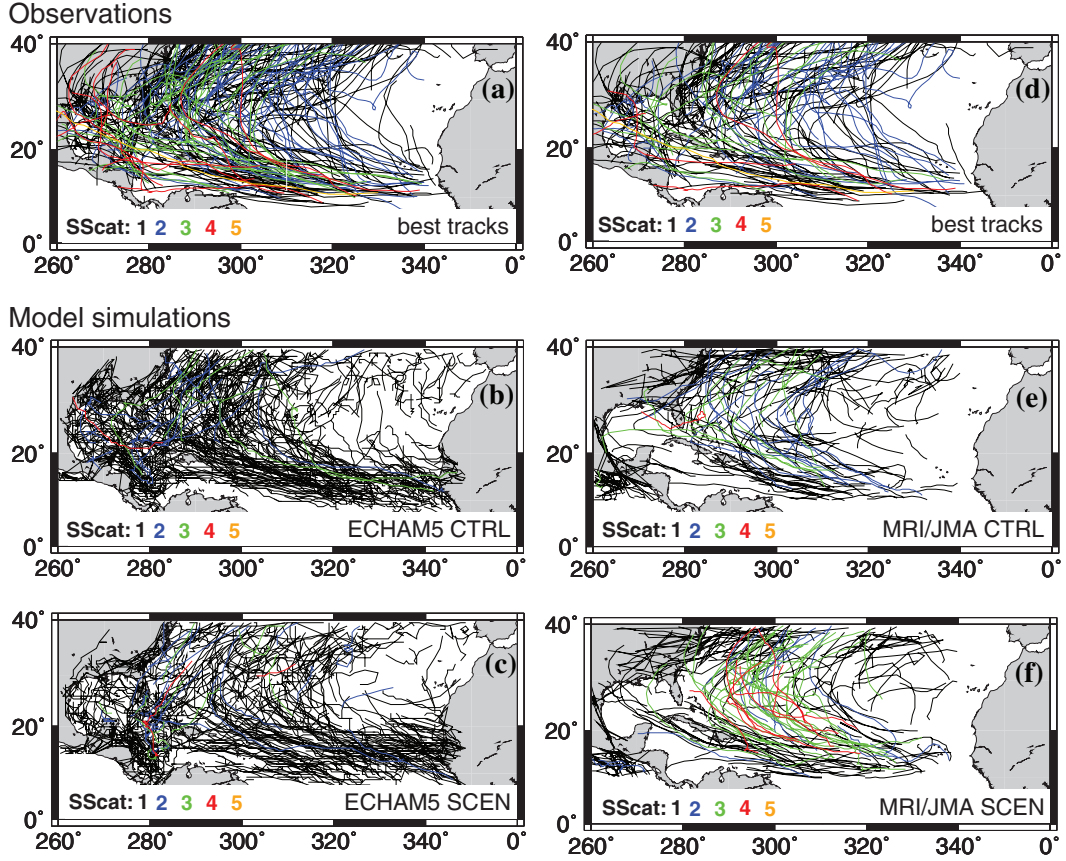 Observations
40˚
20˚
0˚
(a)
SScat: 1 2 3 4 5
best tracks
260˚ 280˚ 300˚ 320˚ 340˚ 0˚
40˚
20˚
0˚
(d)
SScat: 1 2 3 4 5
best tracks
260˚ 280˚ 300˚ 320˚ 340˚ 0˚
Model simulations
40˚
20˚
0˚
(b)
SScat: 1 2 3 4 5
ECHAM5 CTRL
260˚ 280˚ 300˚ 320˚ 340˚ 0˚
40˚
20˚
0˚
(e)
SScat: 1 2 3 4 5
MRI/JMA CTRL
260˚ 280˚ 300˚ 320˚ 340˚ 0˚
40˚
20˚
0˚
(c)
SScat: 1 2 3 4 5
ECHAM5 SCEN
260˚ 280˚ 300˚ 320˚ 340˚ 0˚
40˚
20˚
0˚
(f)
SScat: 1 2 3 4 5
MRI/JMA SCEN
260˚ 280˚ 300˚ 320˚ 340˚ 0˚